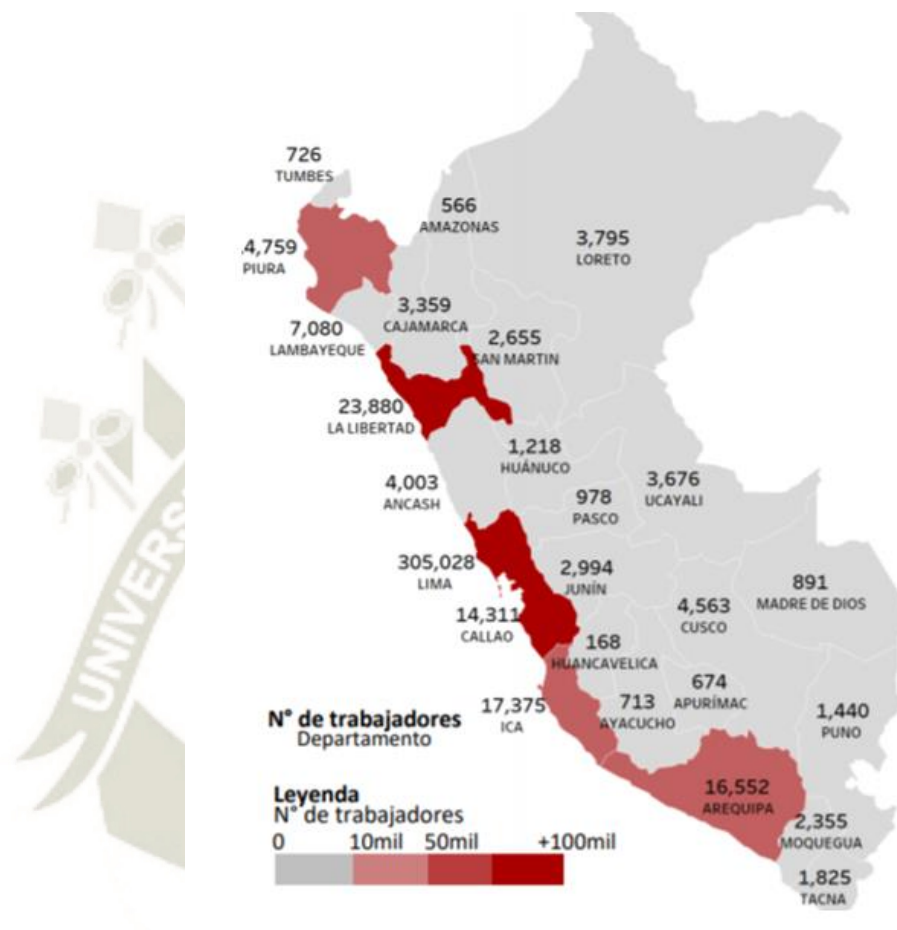 726
TUMBES
566
AMAZONAS
3,795
LORETO
.4,759
PIURA
3,359
CAJAMARCA
7,080
LAMBAYEQUE
2,655
SAN MARTIN
23,880
LA LIBERTAD
1,218
HUÁNUCO
4,003
ANCASH
978
PASCO
3,676
UCAYALI
305,028
LIMA
2,994
JUNÍN
891
MADRE DE DIOS
14,311
CALLAO
4,563
CUSCO
168
HUANCAVELICA
674
APURÍMAC
17,375
ICA
713
AYACUCHO
1,440
PUNO
16,552
AREQUIPA
2,355
MOQUEGUA
1,825
TACNA
N° de trabajadores
Departamento
Leyenda
N° de trabajadores
0 10mil 50mil +100mil
UNIVERS